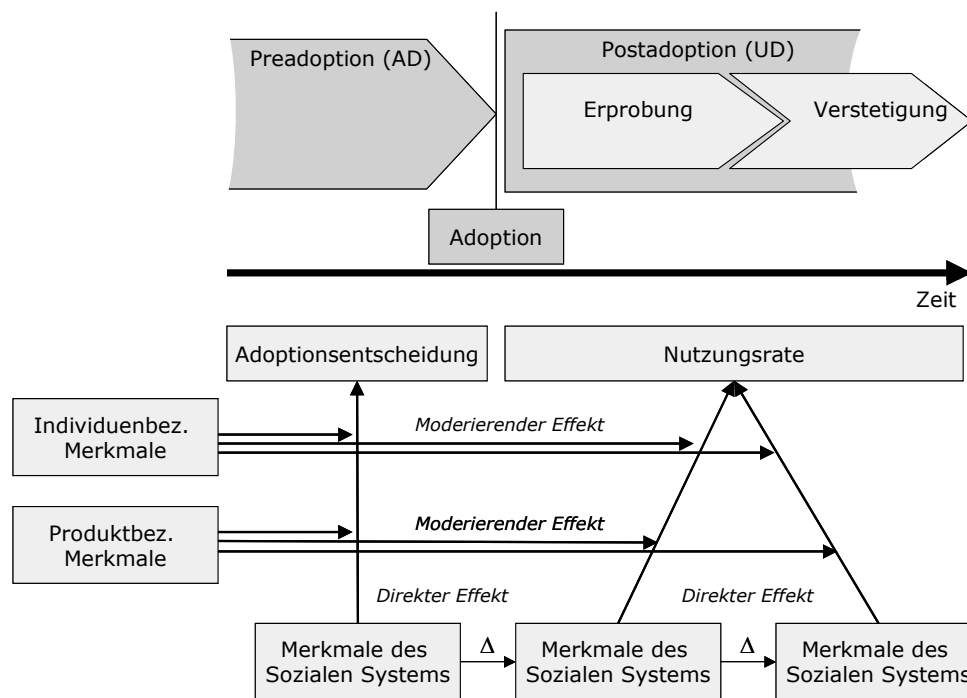 Preadoption (AD)
Postadoption (UD)
Erprobung
Verstetigung
Adoption
Zeit
Adoptionsentscheidung
Nutzungsrate
Individuenbez.
Merkmale
Moderierender Effekt
Produktbez.
Merkmale
Moderierender Effekt
Direkter Effekt
Direkter Effekt
Merkmale des
Sozialen Systems
Δ
Merkmale des
Sozialen Systems
Δ
Merkmale des
Sozialen Systems